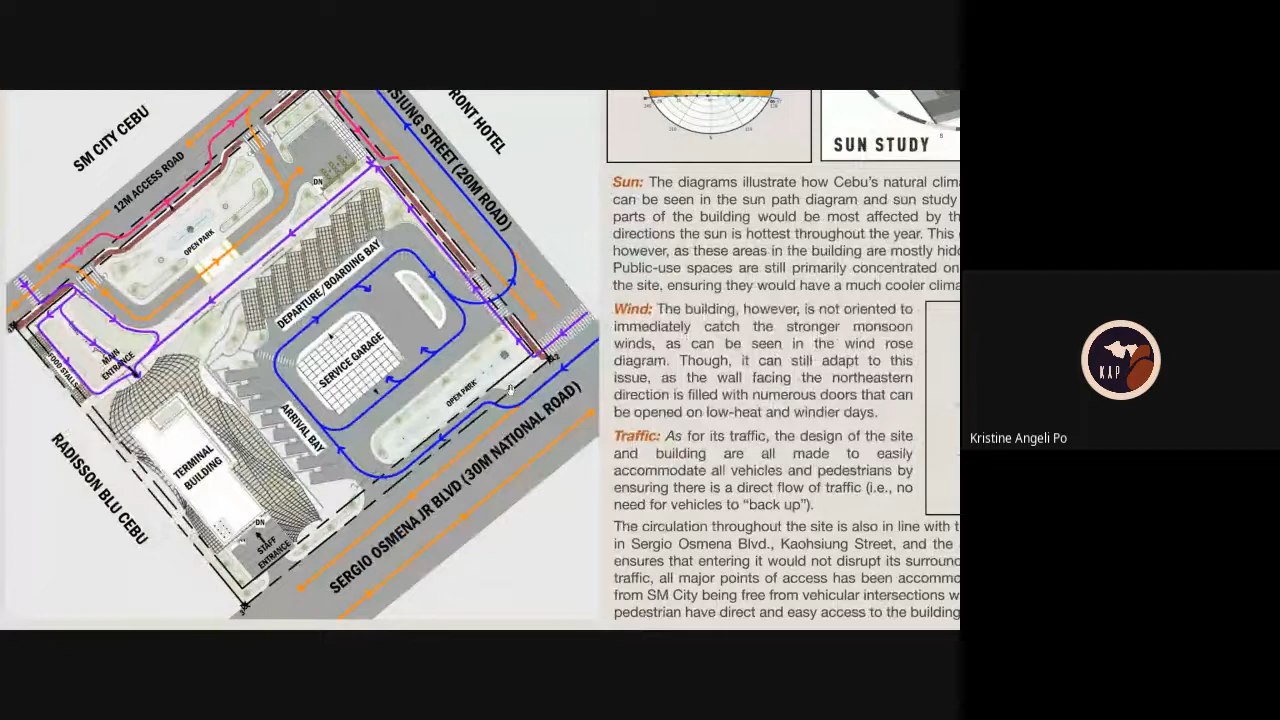 SM CITY CEBU
12M ACCESS ROAD
FRONT HOTEL
HSIUNG STREET (20M ROAD)
DN
OPEN PARK
DEPARTURE/BOARDING BAY
SERVICE GARAGE
MAIN
ENTRANCE
FOOD STALLS
OPEN PARK
ARRIVAL BAY
TERMINAL
BUILDING
RADISSON BLU CEBU
DN
STAFF
ENTRANCE
SERGIO OSMENA JR BLVD (30M NATIONAL ROAD)
SUN STUDY
Sun: The diagrams illustrate how Cebu's natural clima
can be seen in the sun path diagram and sun study
parts of the building would be most affected by th
directions the sun is hottest throughout the year. This
however, as these areas in the building are mostly hid
Public-use spaces are still primarily concentrated on
the site, ensuring they would have a much cooler clima
Wind: The building, however, is not oriented to
immediately catch the stronger monsoon
winds, as can be seen in the wind rose
diagram. Though, it can still adapt to this
issue, as the wall facing the northeastern
direction is filled with numerous doors that can
be opened on low-heat and windier days.
Traffic: As for its traffic, the design of the site
and building are all made to easily
accommodate all vehicles and pedestrians by
ensuring there is a direct flow of traffic (i.e., no
need for vehicles to “back up”).
The circulation throughout the site is also in line with t
in Sergio Osmena Blvd., Kaohsiung Street, and the
ensures that entering it would not disrupt its surround
traffic, all major points of access has been accommo
from SM City being free from vehicular intersections w
pedestrian have direct and easy access to the building
KAP
Kristine Angeli Po